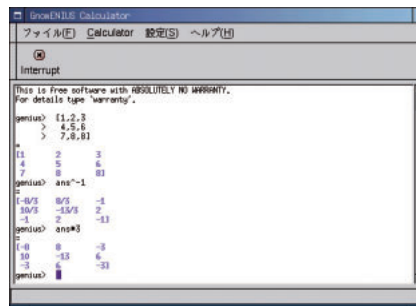 GnomENIUS Calculator
ファイル(F) Calculator 設定(S) ヘルプ(H)
Interrupt
This is free software with ABSOLUTELY NO WARRANTY.
For details type 'warranty'.
genius> [1,2,3
> 4,5,6
> 7,8,8]
=
[1 2 3
4 5 6
7 8 8]
genius> ans^-1
=
[-8/3 8/3 -1
10/3 -13/3 2
-1 2 -1]
genius> ans*3
=
[-8 8 -3
10 -13 6
-3 6 -3]
genius>